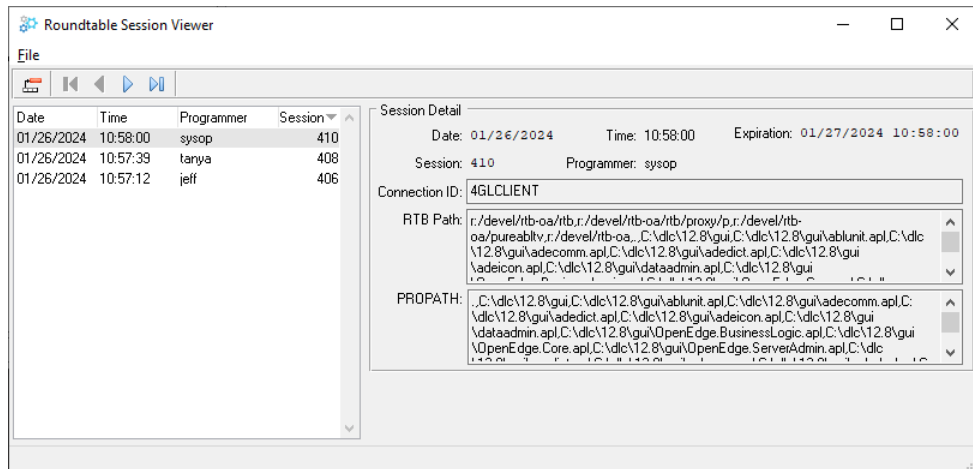 Roundtable Session Viewer
File
Date Time Programmer Session
01/26/2024 10:58:00 sysop 410
01/26/2024 10:57:39 tanya 408
01/26/2024 10:57:12 jeff 406
Session Detail
Date: 01/26/2024 Time: 10:58:00 Expiration: 01/27/2024 10:58:00
Session: 410 Programmer: sysop
Connection ID: 4GLCLIENT
RTB Path: r:/devel/rtb-oa/rtb,r:/devel/rtb-oa/rtb/proxy/p,r:/devel/rtb-
oa/pureabltv,r:/devel/rtb-oa,.,C:\dlc\12.8\gui,C:\dlc\12.8\gui\ablunit.apl,C:\dlc
\12.8\gui\adecomm.apl,C:\dlc\12.8\gui\adedict.apl,C:\dlc\12.8\gui
\adeicon.apl,C:\dlc\12.8\gui\dataadmin.apl,C:\dlc\12.8\gui
PROPATH: .,C:\dlc\12.8\gui,C:\dlc\12.8\gui\ablunit.apl,C:\dlc\12.8\gui\adecomm.apl,C:
\dlc\12.8\gui\adedict.apl,C:\dlc\12.8\gui\adeicon.apl,C:\dlc\12.8\gui
\dataadmin.apl,C:\dlc\12.8\gui\OpenEdge.BusinessLogic.apl,C:\dlc\12.8\gui
\OpenEdge.Core.apl,C:\dlc\12.8\gui\OpenEdge.ServerAdmin.apl,C:\dlc